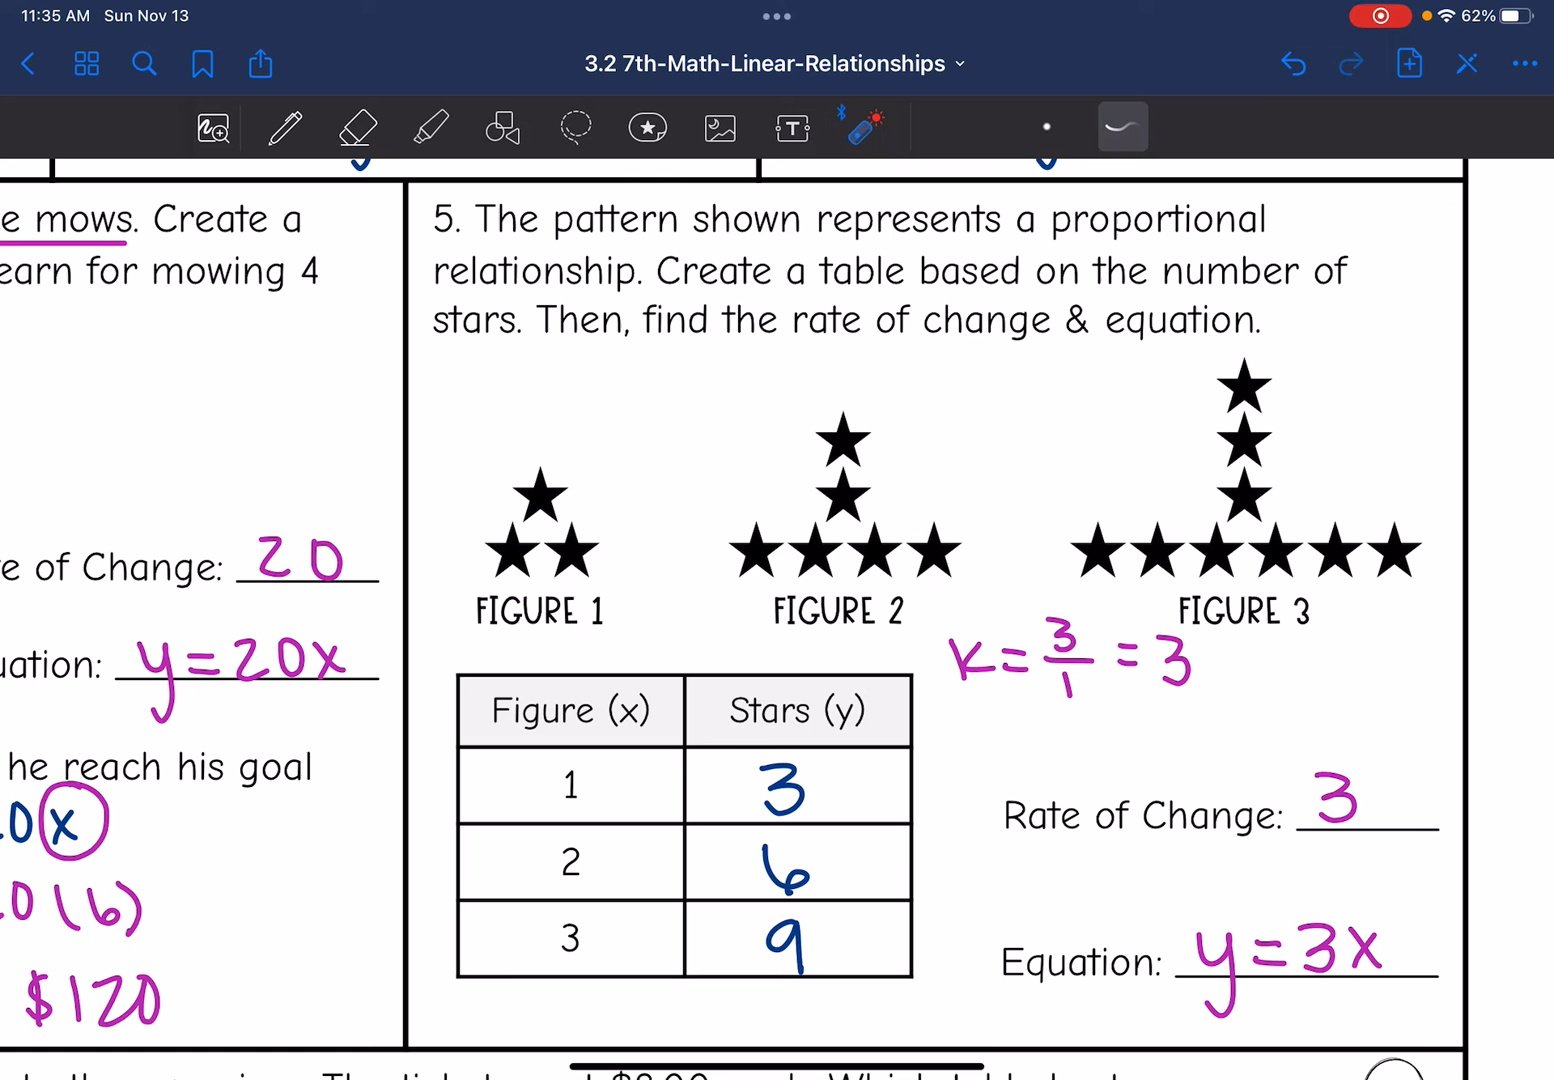 11:35 AM Sun Nov 13
62%
3.2 7th-Math-Linear-Relationships
T
e mows. Create a
earn for mowing 4
e of Change: 20
uation: y=20x
he reach his goal
0x
0(6)
$120
5. The pattern shown represents a proportional
relationship. Create a table based on the number of
stars. Then, find the rate of change & equation.
FIGURE 1 FIGURE 2 FIGURE 3
K = 3/1 = 3
Figure (x) Stars (y)
1 3
2 6
3 9
Rate of Change: 3
Equation: y=3x